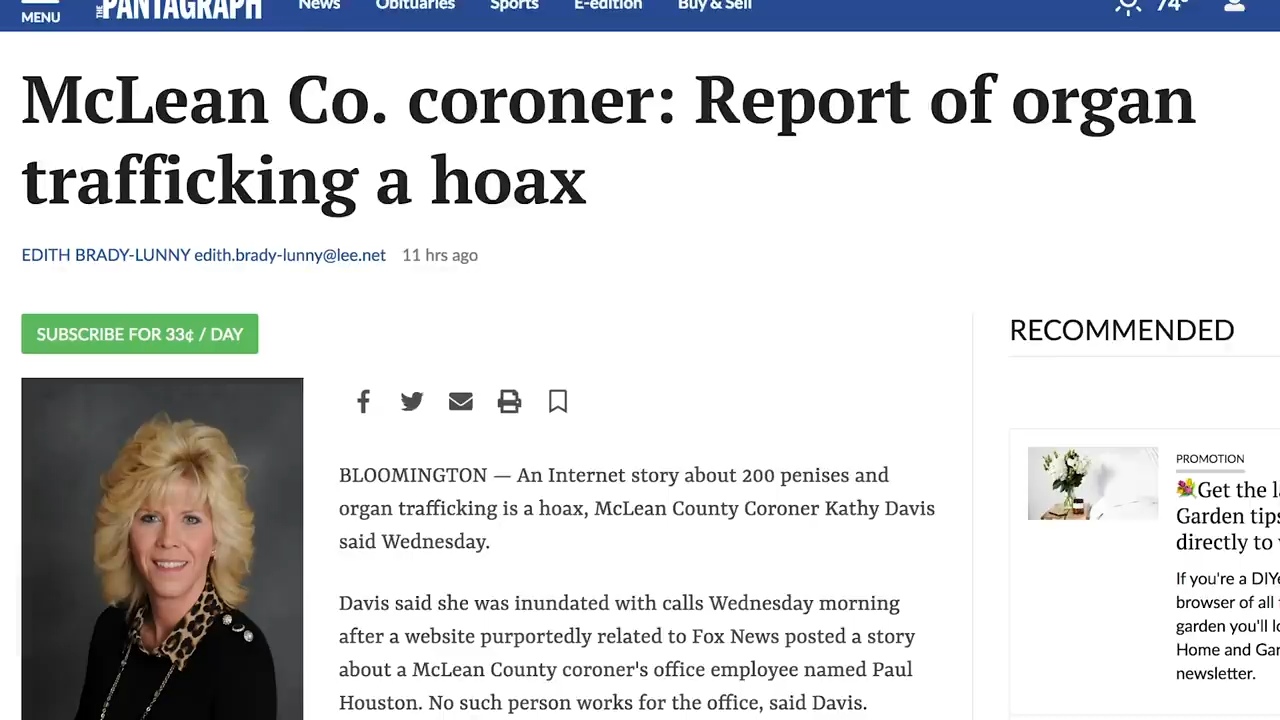 MENU
THE PANTAGRAPH
News
Obituaries
Sports
E-edition
Buy & Sell
74°
McLean Co. coroner: Report of organ
trafficking a hoax
EDITH BRADY-LUNNY edith.brady-lunny@lee.net 11 hrs ago
SUBSCRIBE FOR 33¢ / DAY
BLOOMINGTON — An Internet story about 200 penises and
organ trafficking is a hoax, McLean County Coroner Kathy Davis
said Wednesday.
Davis said she was inundated with calls Wednesday morning
after a website purportedly related to Fox News posted a story
about a McLean County coroner's office employee named Paul
Houston. No such person works for the office, said Davis.
RECOMMENDED
PROMOTION
💐Get the
Garden tips
directly to
If you're a
browser of all
garden you'll
Home and
newsletter.